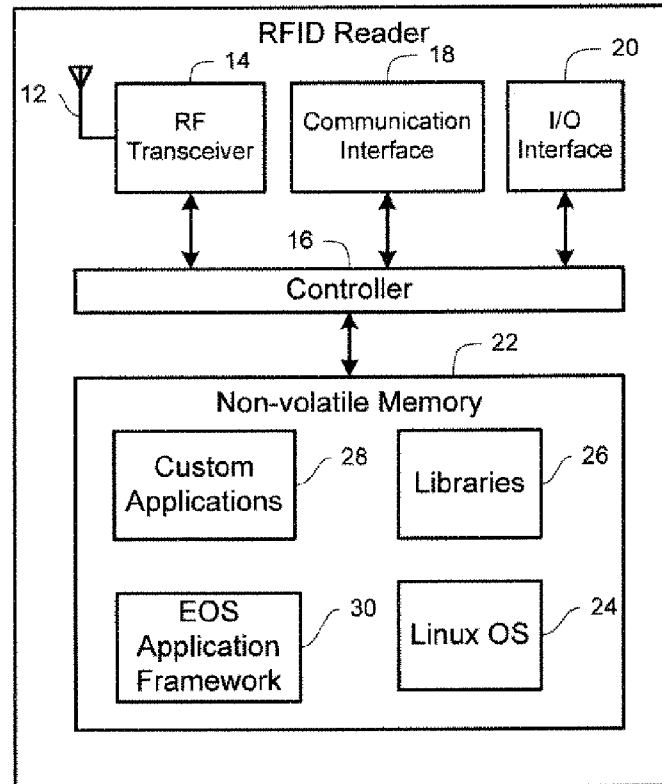 RFID Reader
12
14
18
20
RF
Transceiver
Communication
Interface
I/O
Interface
16
Controller
22
Non-volatile Memory
Custom
Applications
28
Libraries
26
EOS
Application
Framework
30
Linux OS
24